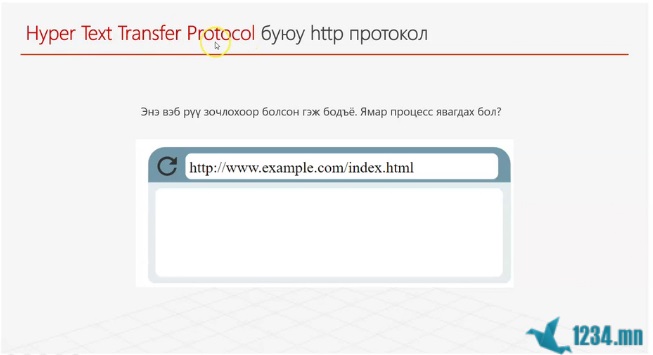 Hyper Text Transfer Protocol буюу http протокол
Энэ вэб рүү зочлохоор болсон гэж бодъё. Ямар процесс явагдах бол?
http://www.example.com/index.html
1234.mn